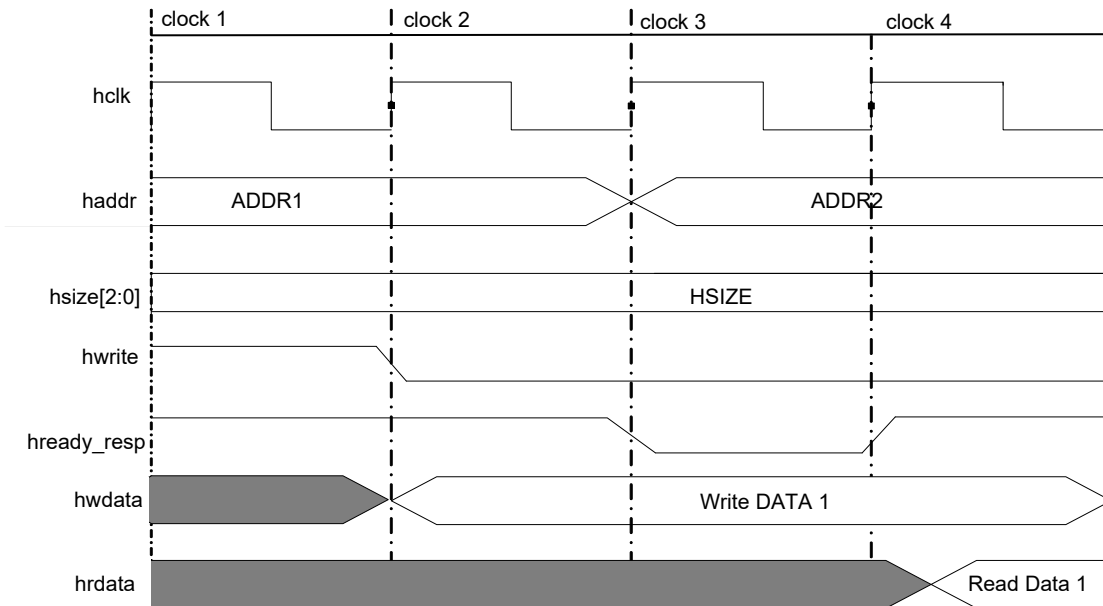 clock 1 clock 2 clock 3 clock 4
hclk
haddr ADDR1 ADDR2
hsize[2:0] HSIZE
hwrite
hready_resp
hwdata Write DATA 1
hrdata Read Data 1